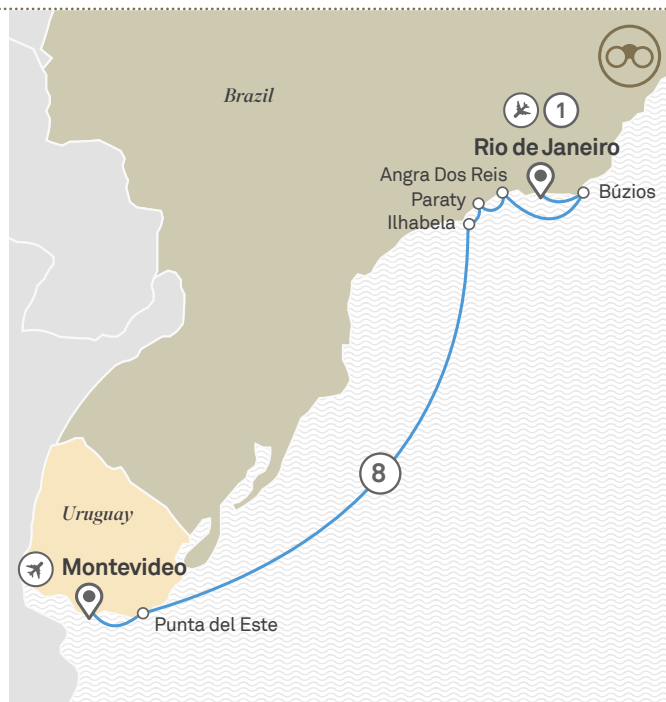 Brazil
1
Rio de Janeiro
Angra Dos Reis
Paraty
Búzios
Ilhabela
8
Uruguay
Montevideo
Punta del Este